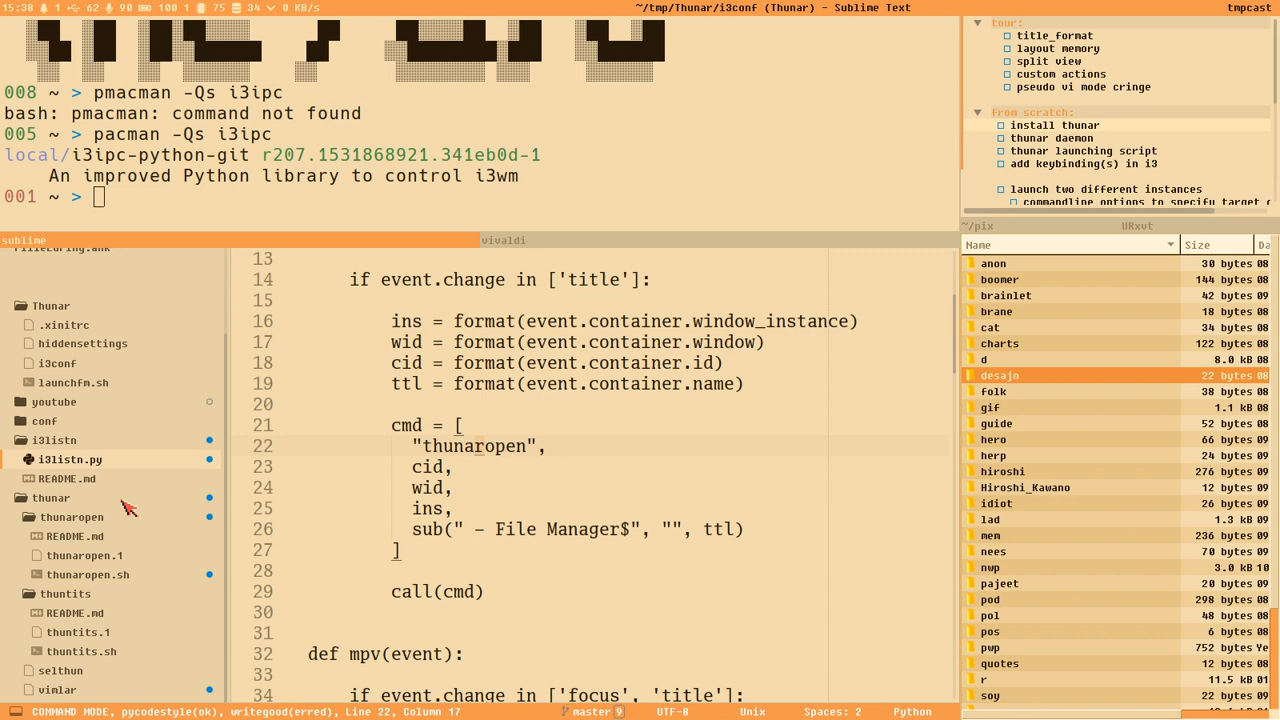 15:38 1 62 90 100 1 75 34 0 KB/s ~/tmp/Thunar/i3conf (Thunar) - Sublime Text tmpcast
008 ~ > pmacman -Qs i3ipc
bash: pmacman: command not found
005 ~ > pacman -Qs i3ipc
local/i3ipc-python-git r207.1531868921.341eb0d-1
An improved Python library to control i3wm
001 ~ >
tour:
title_format
layout memory
split view
custom actions
pseudo vi mode cringe
From scratch:
install thunar
thunar daemon
thunar launching script
add keybinding(s) in i3
launch two different instances
commandline options to specify target
sublime vivaldi
Thunar
.xinitrc
hiddensettings
i3conf
launchfm.sh
youtube
conf
i3listn
i3listn.py
README.md
thunar
thunaropen
README.md
thunaropen.1
thunaropen.sh
thuntits
README.md
thuntits.1
thuntits.sh
selthun
vimlar
13
14 if event.change in ['title']:
15
16 ins = format(event.container.window_instance)
17 wid = format(event.container.window)
18 cid = format(event.container.id)
19 ttl = format(event.container.name)
20
21 cmd = [
22 "thunaropen",
23 cid,
24 wid,
25 ins,
26 sub(" - File Manager$", "", ttl)
27 ]
28
29 call(cmd)
30
31
32 def mpv(event):
33
34 if event.change in ['focus', 'title']:
~/pix URxvt
Name Size Da
anon 30 bytes 08
boomer 144 bytes 08
brainlet 42 bytes 09
brane 18 bytes 08
cat 34 bytes 08
charts 122 bytes 08
d 8.0 kB 08
desajn 22 bytes 08
folk 38 bytes 08
gif 1.1 kB 08
guide 52 bytes 08
hero 66 bytes 09
herp 24 bytes 09
hiroshi 276 bytes 09
Hiroshi_Kawano 12 bytes 09
idiot 26 bytes 09
lad 1.3 kB 09
mem 236 bytes 09
nees 70 bytes 09
nwp 3.0 kB 10
pajeet 20 bytes 09
pod 298 bytes 08
pol 48 bytes 08
pos 6 bytes 08
pwp 752 bytes Ye
quotes 12 bytes 08
r 11.5 kB 01
soy 22 bytes 09
COMMAND MODE, pycodestyle(ok), writegood(erred), Line 22, Column 17 master 9 UTF-8 Unix Spaces: 2 Python